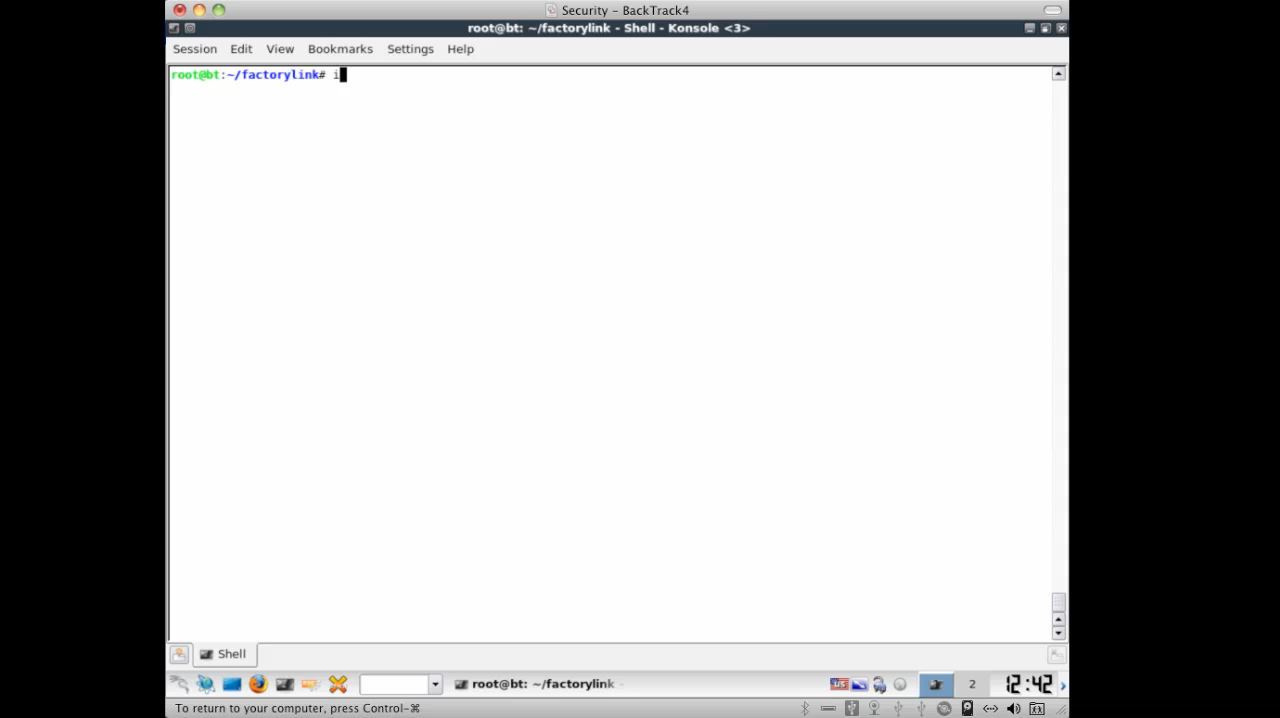 Security – BackTrack4
root@bt: ~/factorylink - Shell - Konsole <3>
Session Edit View Bookmarks Settings Help
root@bt:~/factorylink# i
Shell
root@bt: ~/factorylink -
US
2
12:42
To return to your computer, press Control-⌘